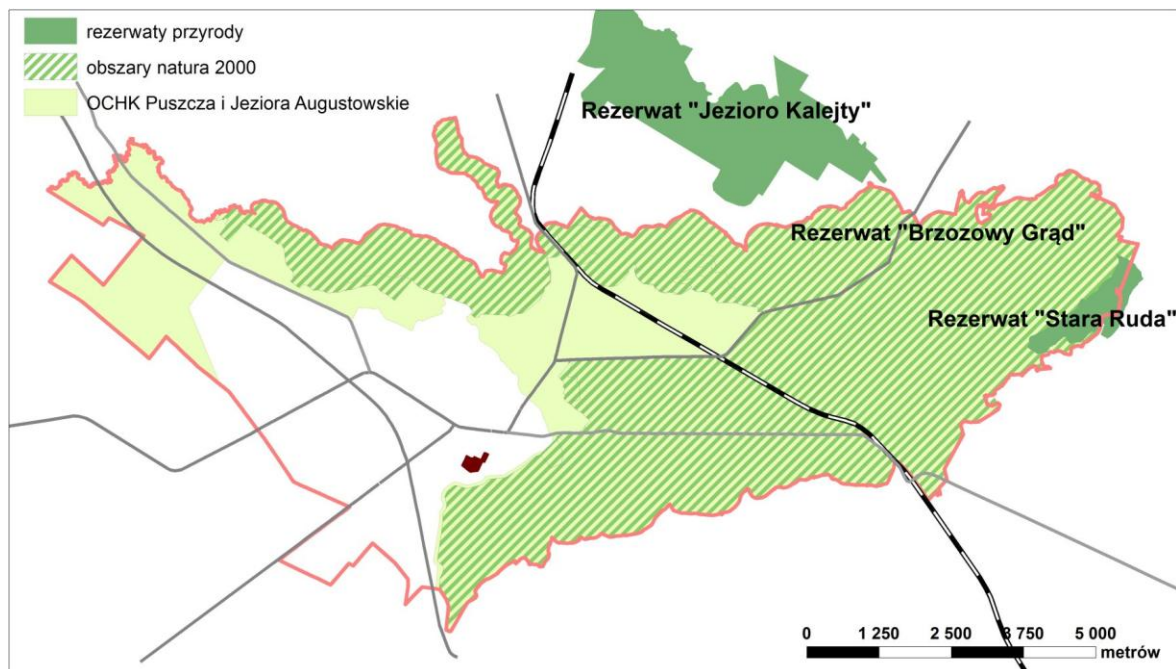 rezerwaty przyrody
obszary natura 2000
OCHK Puszcza i Jeziora Augustowskie
Rezerwat "Jezioro Kalejty"
Rezerwat "Brzozowy Grąd"
Rezerwat "Stara Ruda"
0 1 250 2 500 3 750 5 000
metrów